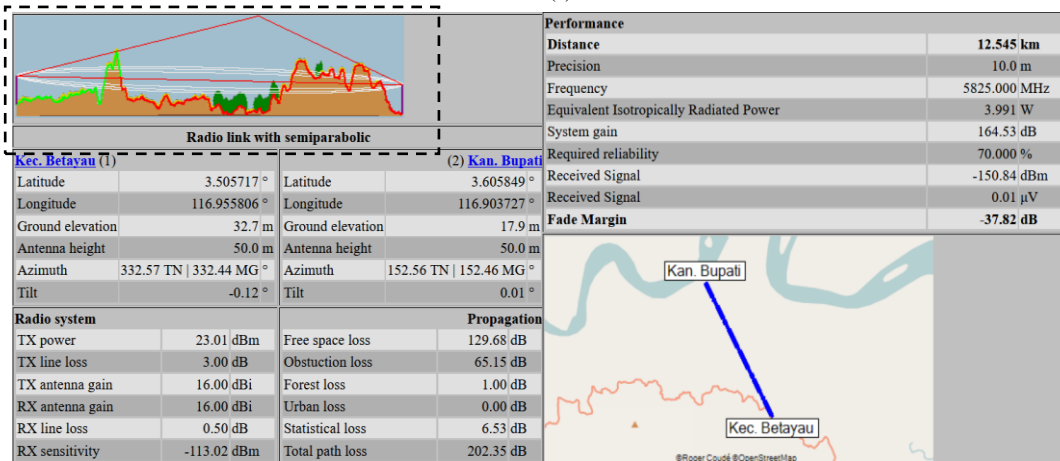 Radio link with semiparabolic
Kec. Betayau (1) (2) Kan. Bupati
Latitude 3.505717 ° Latitude 3.605849 °
Longitude 116.955806 ° Longitude 116.903727 °
Ground elevation 32.7 m Ground elevation 17.9 m
Antenna height 50.0 m Antenna height 50.0 m
Azimuth 332.57 TN | 332.44 MG ° Azimuth 152.56 TN | 152.46 MG °
Tilt -0.12 ° Tilt 0.01 °
Radio system Propagation
TX power 23.01 dBm Free space loss 129.68 dB
TX line loss 3.00 dB Obstuction loss 65.15 dB
TX antenna gain 16.00 dBi Forest loss 1.00 dB
RX antenna gain 16.00 dBi Urban loss 0.00 dB
RX line loss 0.50 dB Statistical loss 6.53 dB
RX sensitivity -113.02 dBm Total path loss 202.35 dB
Performance
Distance 12.545 km
Precision 10.0 m
Frequency 5825.000 MHz
Equivalent Isotropically Radiated Power 3.991 W
System gain 164.53 dB
Required reliability 70.000 %
Received Signal -150.84 dBm
Received Signal 0.01 µV
Fade Margin -37.82 dB
Kan. Bupati
Kec. Betayau
©Roger Coudé ©OpenStreetMap